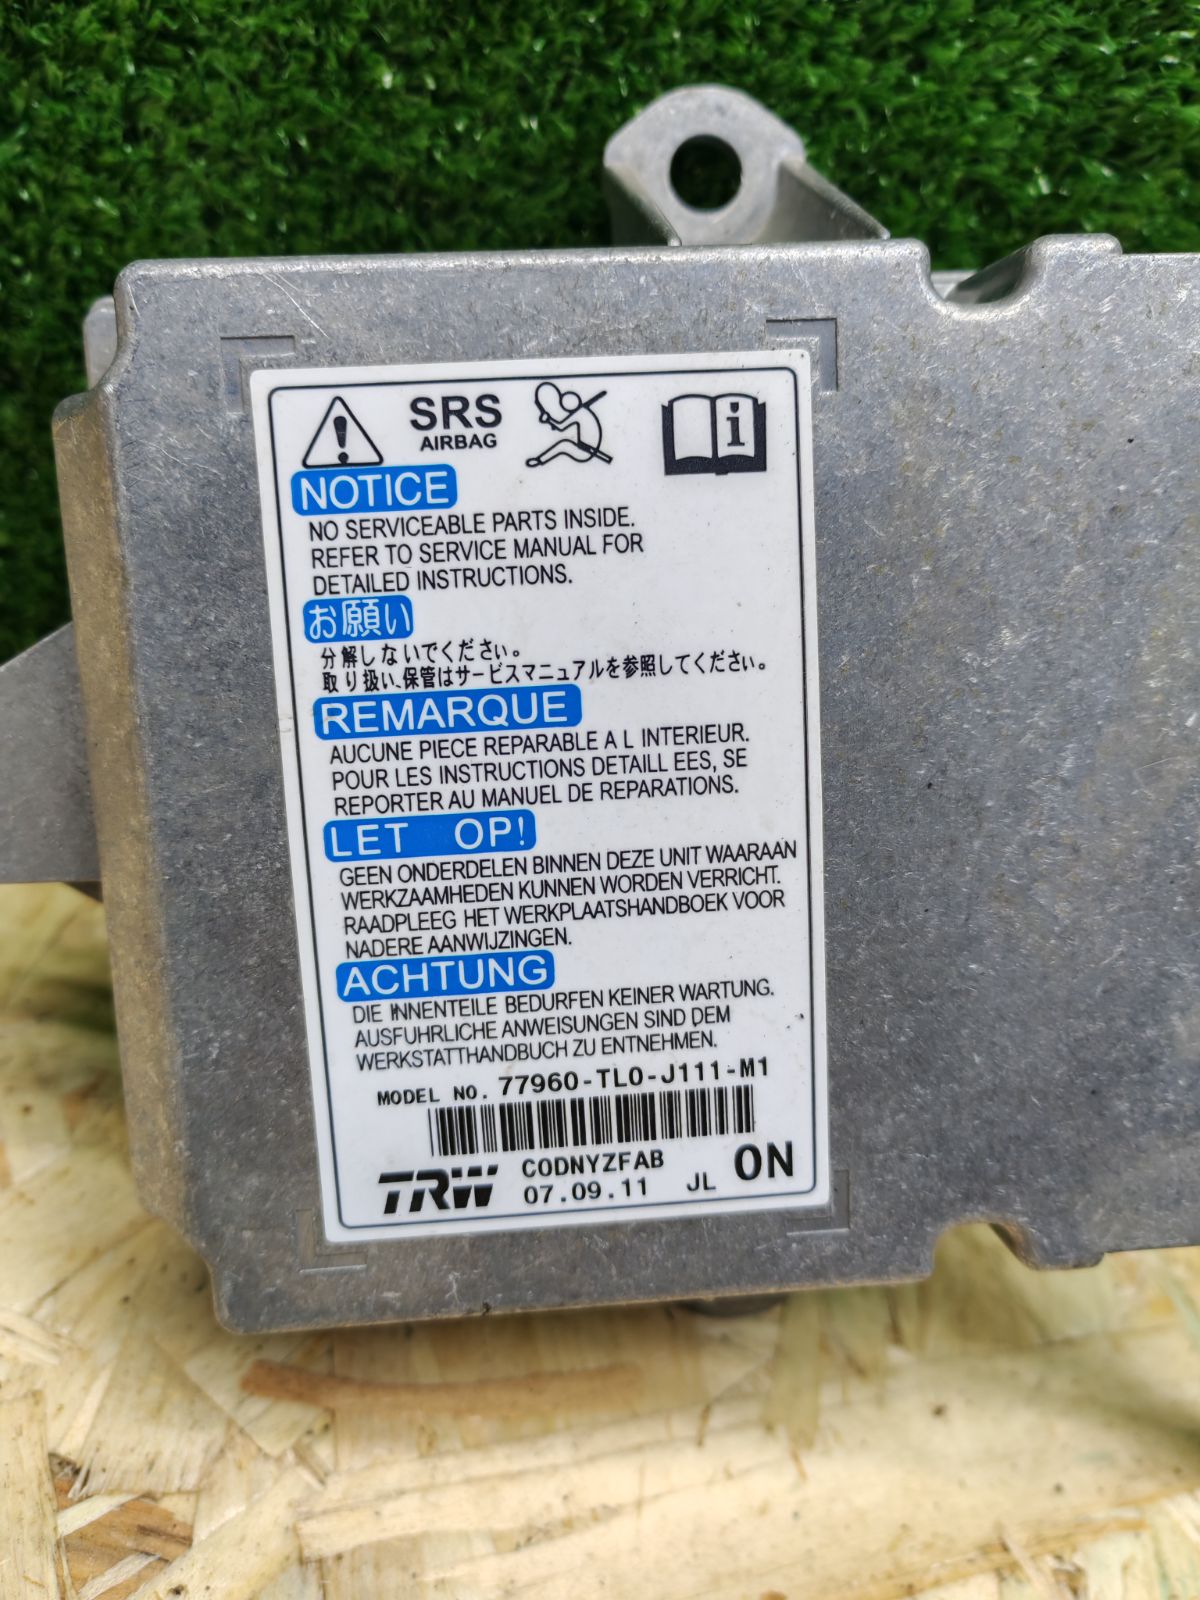 SRS
AIRBAG
i
NOTICE
NO SERVICEABLE PARTS INSIDE.
REFER TO SERVICE MANUAL FOR
DETAILED INSTRUCTIONS.
お願い
分解しないでください。
取り扱い、保管はサービスマニュアルを参照してください。
REMARQUE
AUCUNE PIECE REPARABLE A L INTERIEUR.
POUR LES INSTRUCTIONS DETAILL EES, SE
REPORTER AU MANUEL DE REPARATIONS.
LET OP!
GEEN ONDERDELEN BINNEN DEZE UNIT WAARAAN
WERKZAAMHEDEN KUNNEN WORDEN VERRICHT.
RAADPLEEG HET WERKPLAATSHANDBOEK VOOR
NADERE AANWIJZINGEN.
ACHTUNG
DIE INNENTEILE BEDURFEN KEINER WARTUNG.
AUSFUHRLICHE ANWEISUNGEN SIND DEM
WERKSTATTHANDBUCH ZU ENTNEHMEN.
MODEL NO. 77960-TL0-J111-M1
TRW C0DNYZFAB
07.09.11 JL 0N